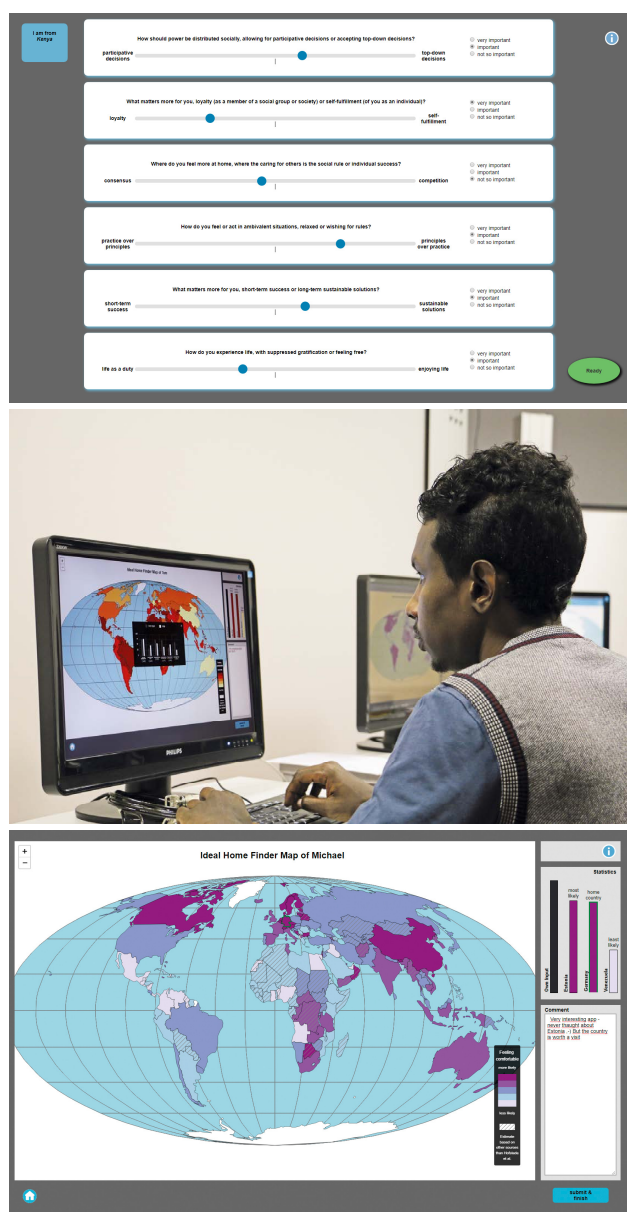 I am from
Kenya
How should power be distributed socially, allowing for participative decisions or accepting top-down decisions?
participative
decisions
top-down
decisions
very important
important
not so important
What matters more for you, loyalty (as a member of a social group or society) or self-fulfillment (of you as an individual)?
loyalty
self-
fulfillment
very important
important
not so important
Where do you feel more at home, where the caring for others is the social rule or individual success?
consensus
competition
very important
important
not so important
How do you feel or act in ambivalent situations, relaxed or wishing for rules?
practice over
principles
principles
over practice
very important
important
not so important
What matters more for you, short-term success or long-term sustainable solutions?
short-term
success
sustainable
solutions
very important
important
not so important
How do you experience life, with suppressed gratification or feeling free?
life as a duty
enjoying life
very important
important
not so important
Ready
Ideal Home Finder Map of Tom
PHILIPS
+
−
Ideal Home Finder Map of Michael
Statistics
most
likely
home
country
least
likely
Own Input
Estonia
Germany
Venezuela
Comment
Very interesting app -
never thaught about
Estonia :-) But the country
is worth a visit
Feeling
comfortable
more likely
less likely
Estimate
based on
other sources
than Hofstede
et al.
submit &
finish